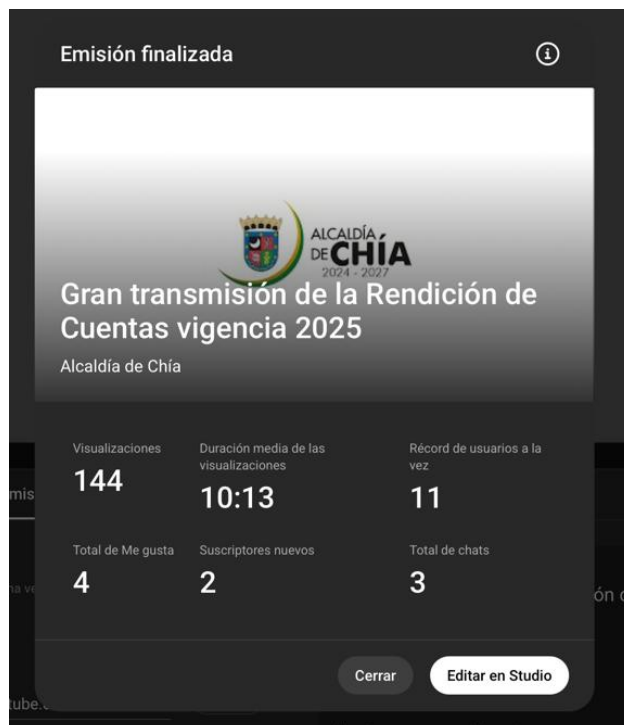 Emisión finalizada
ALCALDÍA
DE CHÍA
2024 - 2027
Gran transmisión de la Rendición de
Cuentas vigencia 2025
Alcaldía de Chía
Visualizaciones
144
Duración media de las
visualizaciones
10:13
Récord de usuarios a la
vez
11
Total de Me gusta
4
Suscriptores nuevos
2
Total de chats
3
Cerrar
Editar en Studio